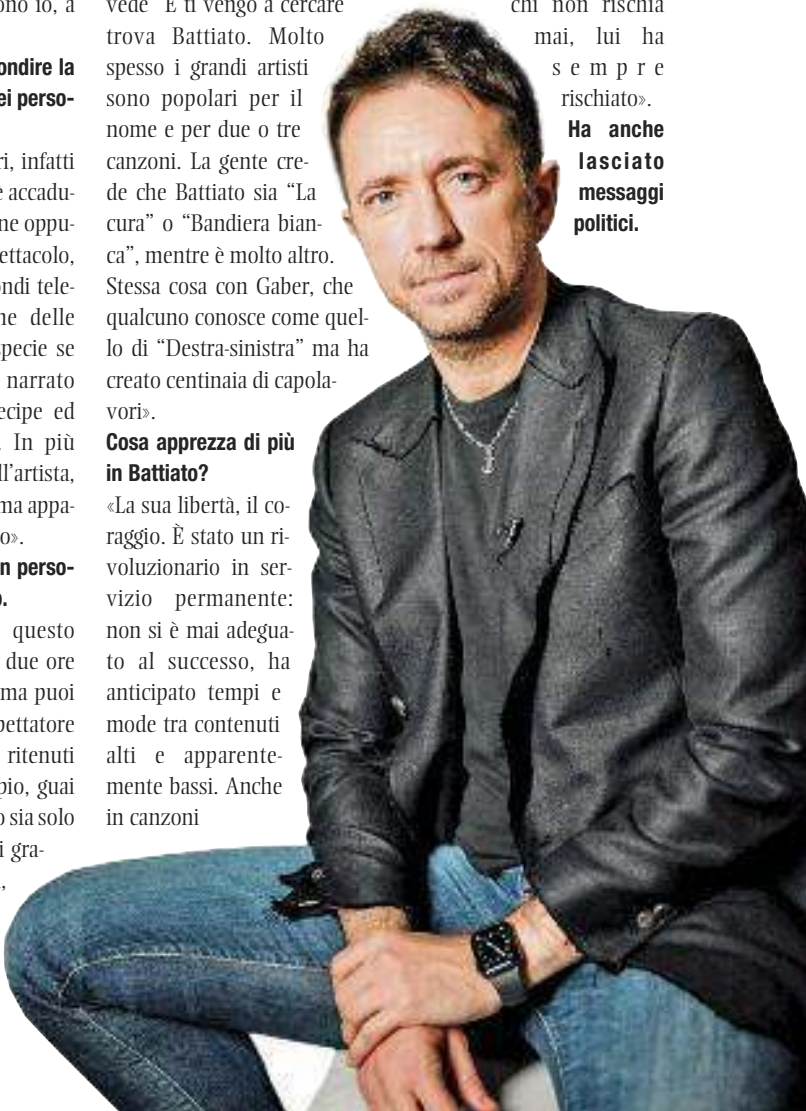 ono io, a
ondire la
ei perso-
ri, infatti
è accadu-
ne oppu-
ettacolo,
ondi tele-
ne delle
specie se
narrato
ecipe ed
In più
ll’artista,
ma appa-
o».
n perso-
o.
questo
due ore
ma puoi
pettatore
ritenuti
pio, guai
o sia solo
i gra-
,
vede “E ti vengo a cercare”
trova Battiato. Molto
spesso i grandi artisti
sono popolari per il
nome e per due o tre
canzoni. La gente cre-
de che Battiato sia “La
cura” o “Bandiera bian-
ca”, mentre è molto altro.
Stessa cosa con Gaber, che
qualcuno conosce come quel-
lo di “Destra-sinistra” ma ha
creato centinaia di capola-
vori».
Cosa apprezza di più
in Battiato?
«La sua libertà, il co-
raggio. È stato un ri-
voluzionario in ser-
vizio permanente:
non si è mai adegua-
to al successo, ha
anticipato tempi e
mode tra contenuti
alti e apparente-
mente bassi. Anche
in canzoni
chi non rischia
mai, lui ha
sempre
rischiato».
Ha anche
lasciato
messaggi
politici.